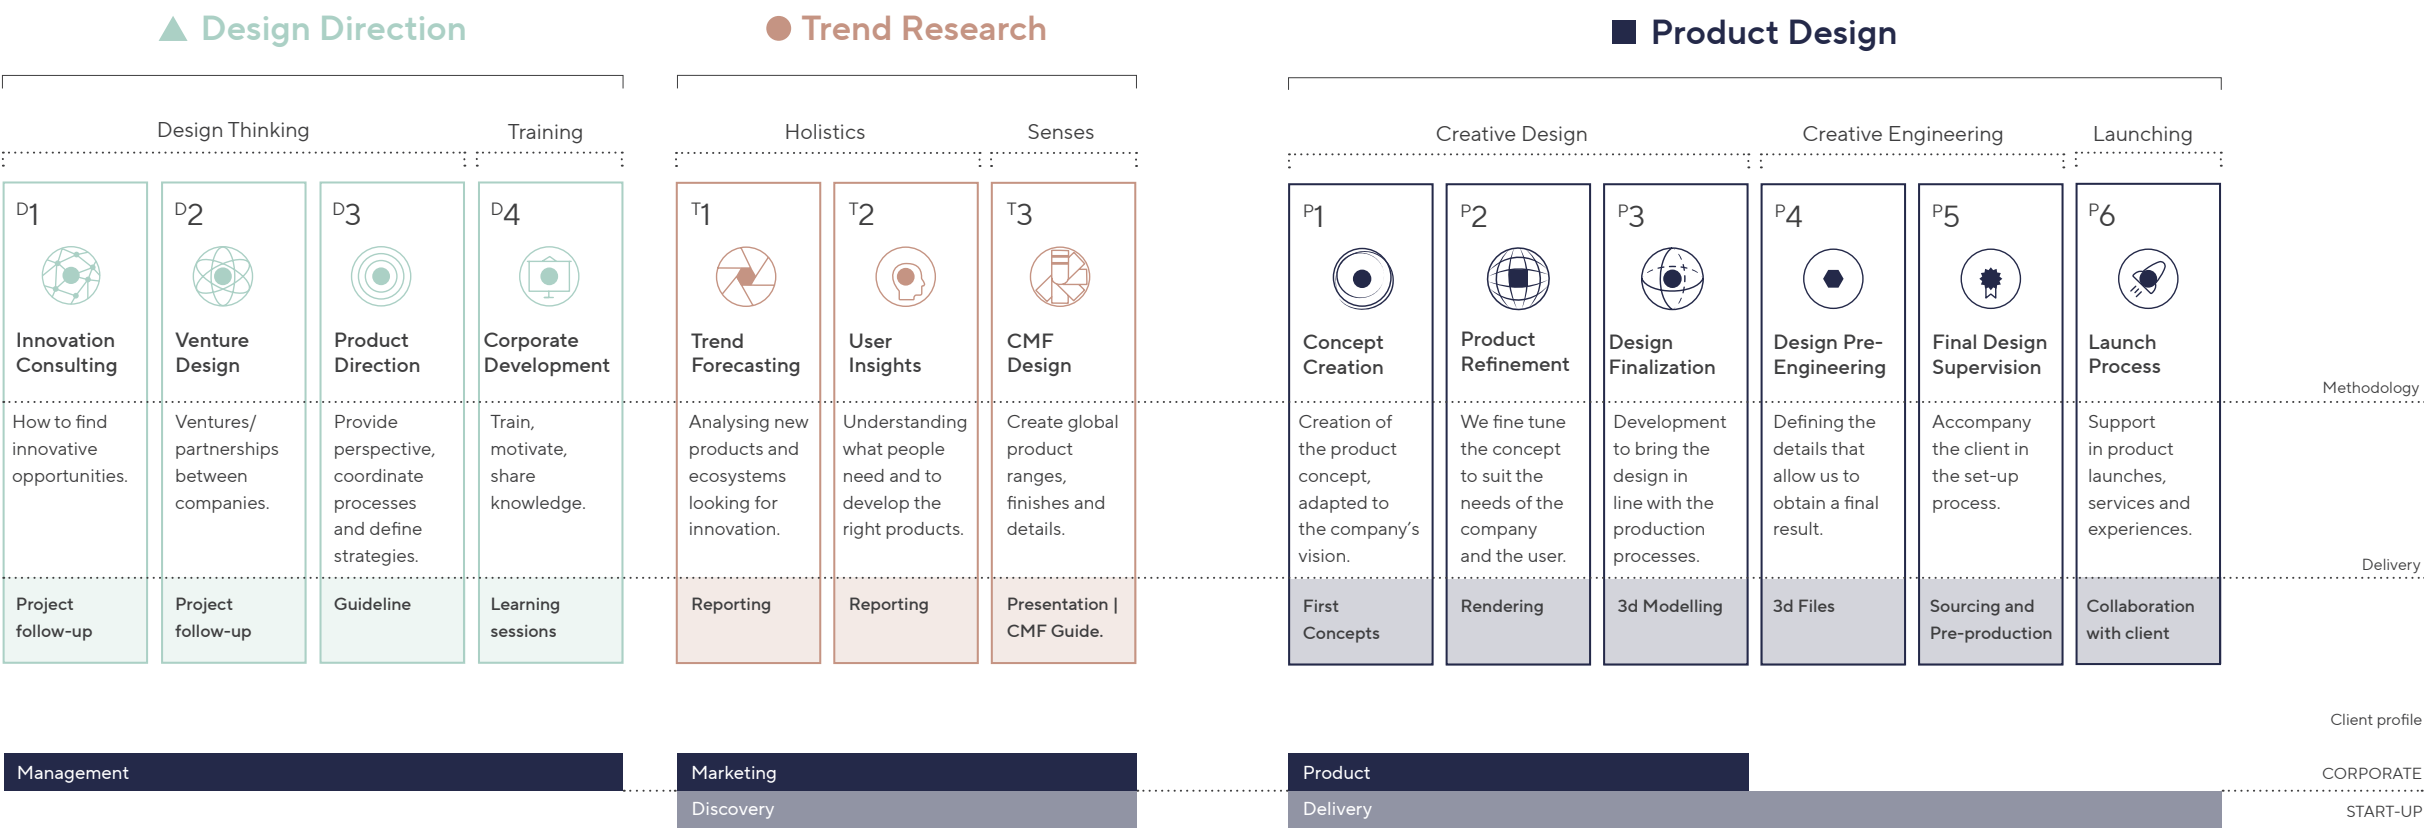 Design Direction
Trend Research
Product Design
Design Thinking
Training
Holistics
Senses
Creative Design
Creative Engineering
Launching
D1
D2
D3
D4
T1
T2
T3
P1
P2
P3
P4
P5
P6
Innovation
Consulting
Venture
Design
Product
Direction
Corporate
Development
Trend
Forecasting
User
Insights
CMF
Design
Concept
Creation
Product
Refinement
Design
Finalization
Design Pre-
Engineering
Final Design
Supervision
Launch
Process
Methodology
How to find
innovative
opportunities.
Ventures/
partnerships
between
companies.
Provide
perspective,
coordinate
processes
and define
strategies.
Train,
motivate,
share
knowledge.
Analysing new
products and
ecosystems
looking for
innovation.
Understanding
what people
need and to
develop the
right products.
Create global
product
ranges,
finishes and
details.
Creation of
the product
concept,
adapted to
the company’s
vision.
We fine tune
the concept
to suit the
needs of the
company
and the user.
Development
to bring the
design in
line with the
production
processes.
Defining the
details that
allow us to
obtain a final
result.
Accompany
the client in
the set-up
process.
Support
in product
launches,
services and
experiences.
Delivery
Project
follow-up
Project
follow-up
Guideline
Learning
sessions
Reporting
Reporting
Presentation |
CMF Guide.
First
Concepts
Rendering
3d Modelling
3d Files
Sourcing and
Pre-production
Collaboration
with client
Client profile
Management
Marketing
Product
CORPORATE
Discovery
Delivery
START-UP